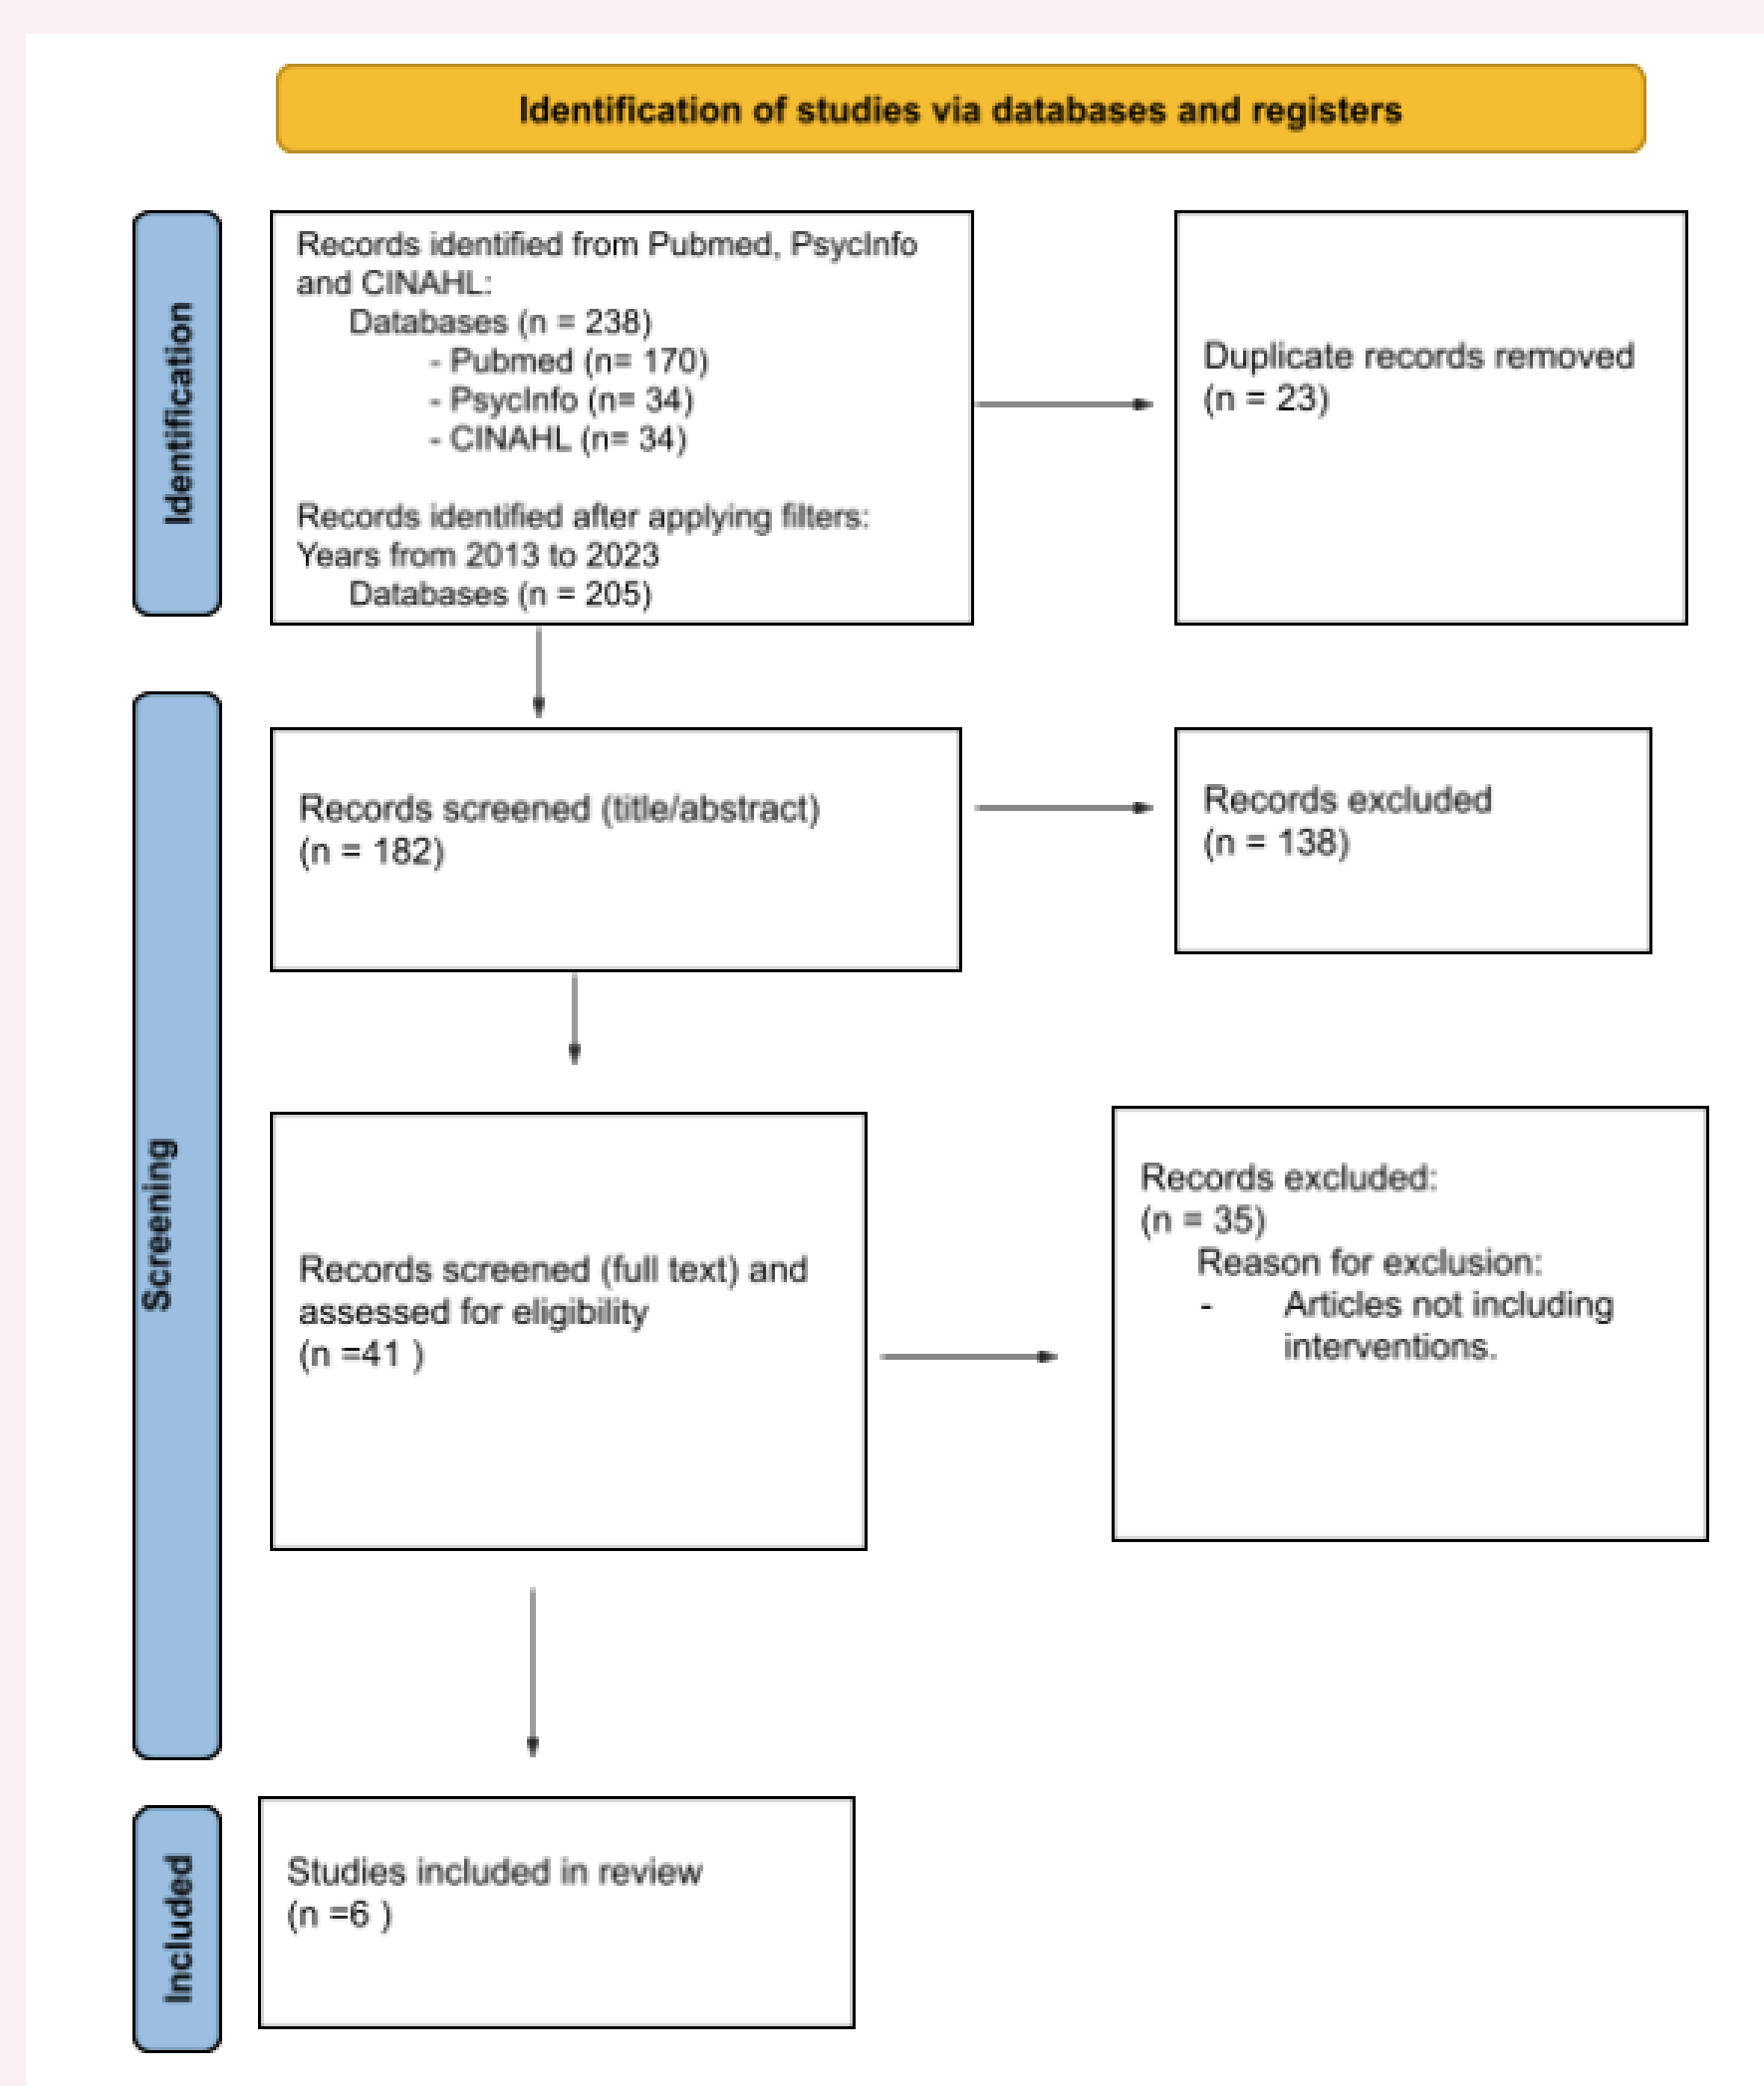 Identification of studies via databases and registers
Identification
Records identified from Pubmed, PsycInfo
and CINAHL:
Databases (n = 238)
- Pubmed (n= 170)
- PsycInfo (n= 34)
- CINAHL (n= 34)
Records identified after applying filters:
Years from 2013 to 2023
Databases (n = 205)
Duplicate records removed
(n = 23)
Screening
Records screened (title/abstract)
(n = 182)
Records excluded
(n = 138)
Records screened (full text) and
assessed for eligibility
(n =41 )
Records excluded:
(n = 35)
Reason for exclusion:
- Articles not including
interventions.
Included
Studies included in review
(n =6 )